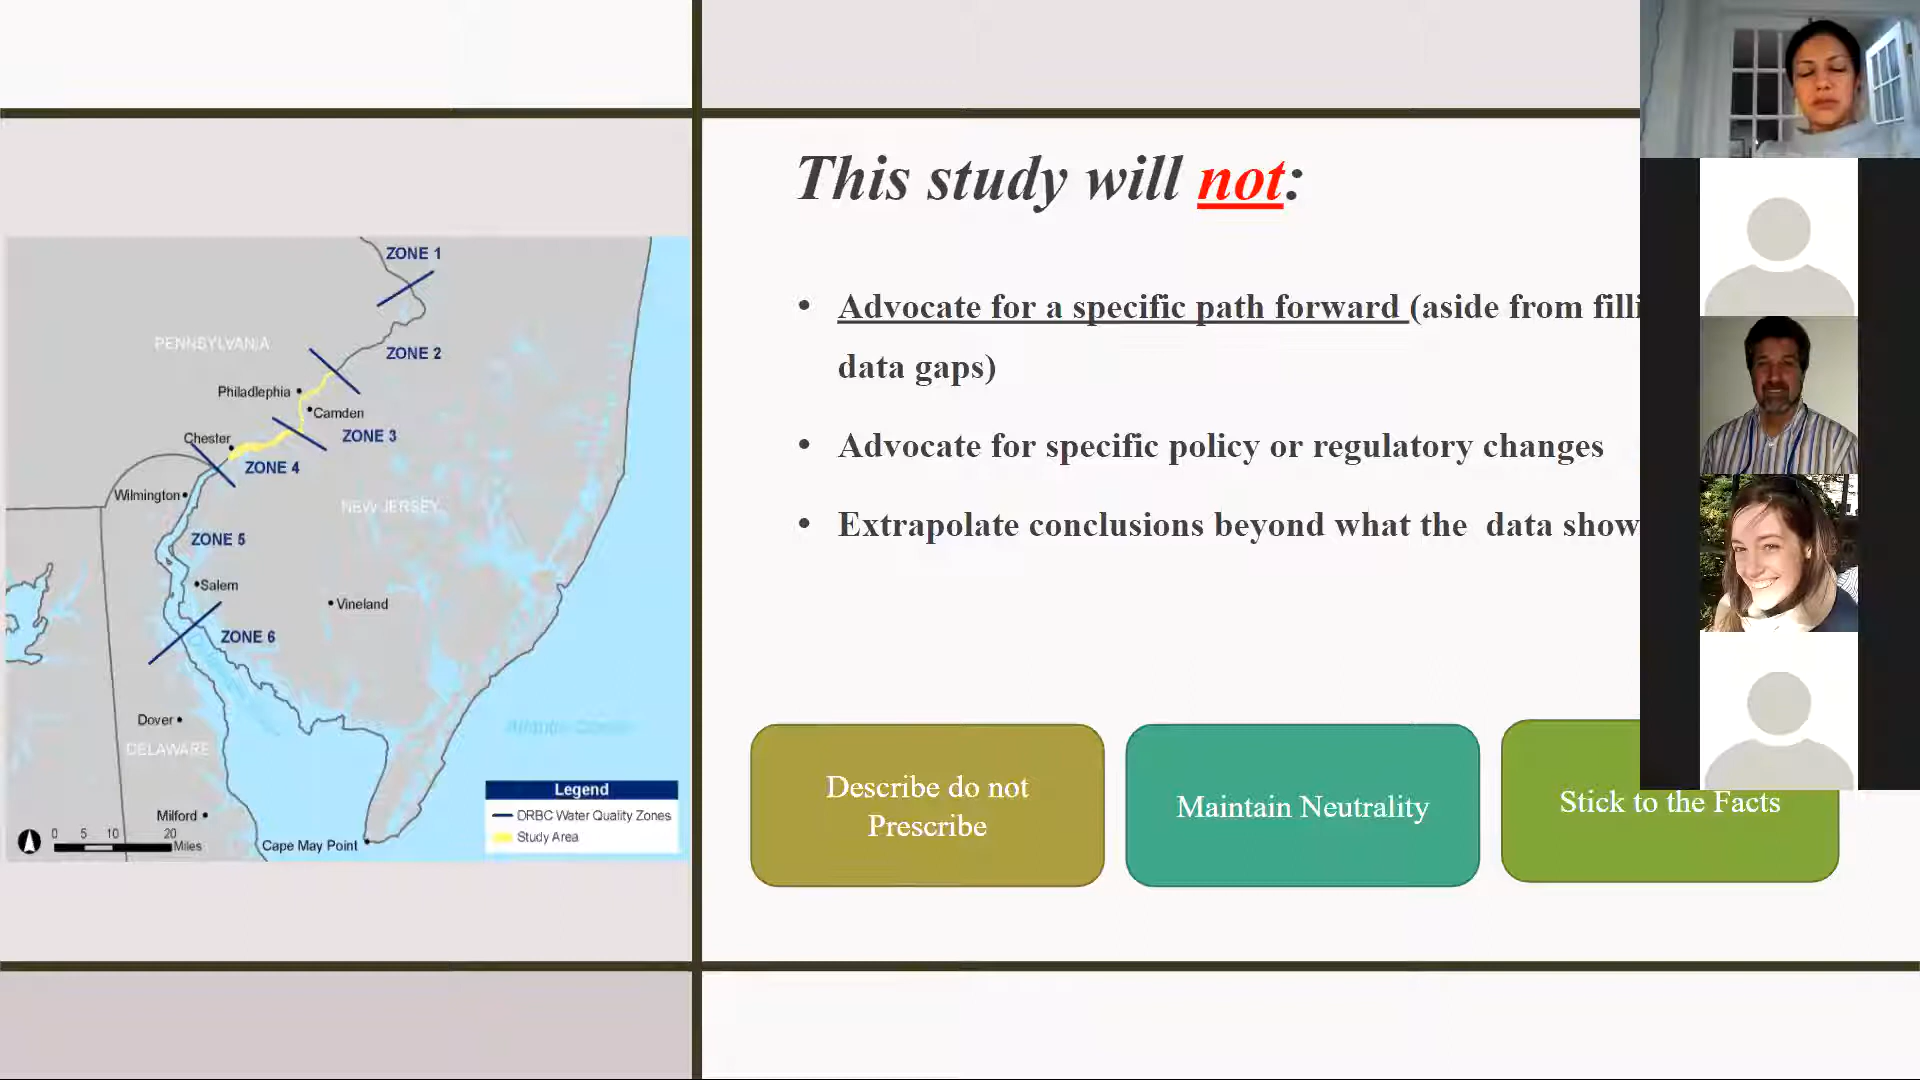 ZONE 1
PENNSYLVANIA
ZONE 2
Philadlephia
Camden
Chester
ZONE 3
ZONE 4
Wilmington
NEW JERSEY
ZONE 5
Salem
Vineland
ZONE 6
Dover
DELAWARE
Atlantic Ocean
Milford
0 5 10 20
Miles
Cape May Point
Legend
DRBC Water Quality Zones
Study Area
This study will not:
• Advocate for a specific path forward (aside from filli
data gaps)
• Advocate for specific policy or regulatory changes
• Extrapolate conclusions beyond what the data show
Describe do not
Prescribe
Maintain Neutrality
Stick to the Facts